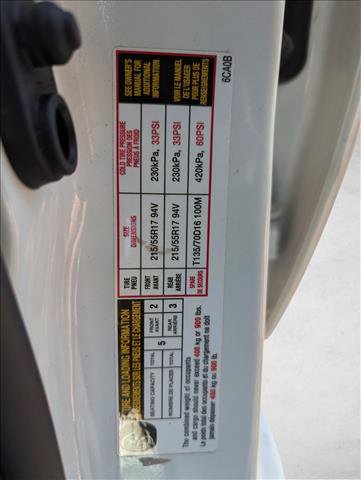 TIRE AND LOADING INFORMATION
RENSEIGNEMENTS SUR LES PNEUS ET LE CHARGEMENT
SEATING CAPACITY TOTAL 5 FRONT AVANT 2 REAR ARRIÈRE 3
NOMBRE DE PLACES TOTAL
The combined weight of occupants
and cargo should never exceed 408 kg or 900 lbs.
Le poids total des occupants et du chargement ne doit
jamais dépasser 408 kg ou 900 lb.
TIRE PNEU SIZE DIMENSIONS COLD TIRE PRESSURE
PRESSION DES
PNEUS À FROID
FRONT AVANT 215/55R17 94V 230kPa, 33PSI
REAR ARRIÈRE 215/55R17 94V 230kPa, 33PSI
SPARE DE SECOURS T135/70D16 100M 420kPa, 60PSI
SEE OWNER'S
MANUAL FOR
ADDITIONAL
INFORMATION
VOIR LE MANUEL
DE L'USAGER
POUR PLUS DE
RENSEIGNEMENTS
6CA0B